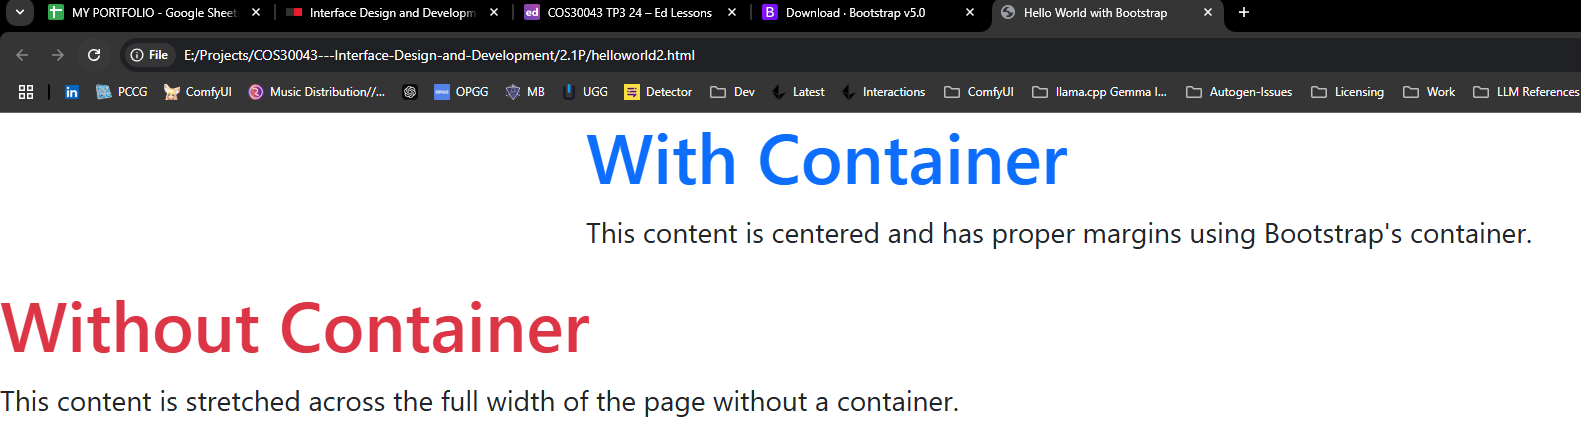 MY PORTFOLIO - Google Sheet
Interface Design and Developm
ed COS30043 TP3 24 – Ed Lessons
B Download · Bootstrap v5.0
Hello World with Bootstrap
File E:/Projects/COS30043---Interface-Design-and-Development/2.1P/helloworld2.html
in PCCG ComfyUI Music Distribution//... OPGG MB UGG Detector Dev Latest Interactions ComfyUI llama.cpp Gemma I... Autogen-Issues Licensing Work LLM References
With Container
This content is centered and has proper margins using Bootstrap's container.
Without Container
This content is stretched across the full width of the page without a container.